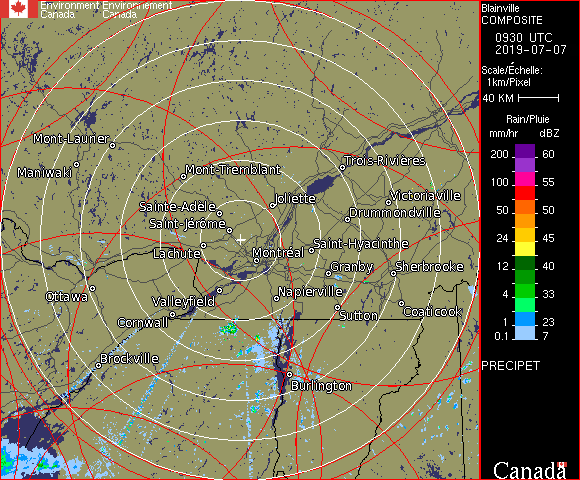 Environment Environnement
Canada Canada
Blainville
COMPOSITE
0930 UTC
2019-07-07
Scale/Échelle:
1km/Pixel
40 KM
Rain/Pluie
mm/hr dBZ
200 60
100 55
50 50
24 45
12 40
4 33
1 23
0.1 7
PRECIPET
Canada
Mont-Laurier
Maniwaki
Mont-Tremblant
Trois-Rivières
Joliette
Victoriaville
Sainte-Adèle
Drummondville
Saint-Jérôme
Lachute
Montréal
Saint-Hyacinthe
Granby
Sherbrooke
Ottawa
Valleyfield
Napierville
Cornwall
Sutton
Coaticook
Brockville
Burlington